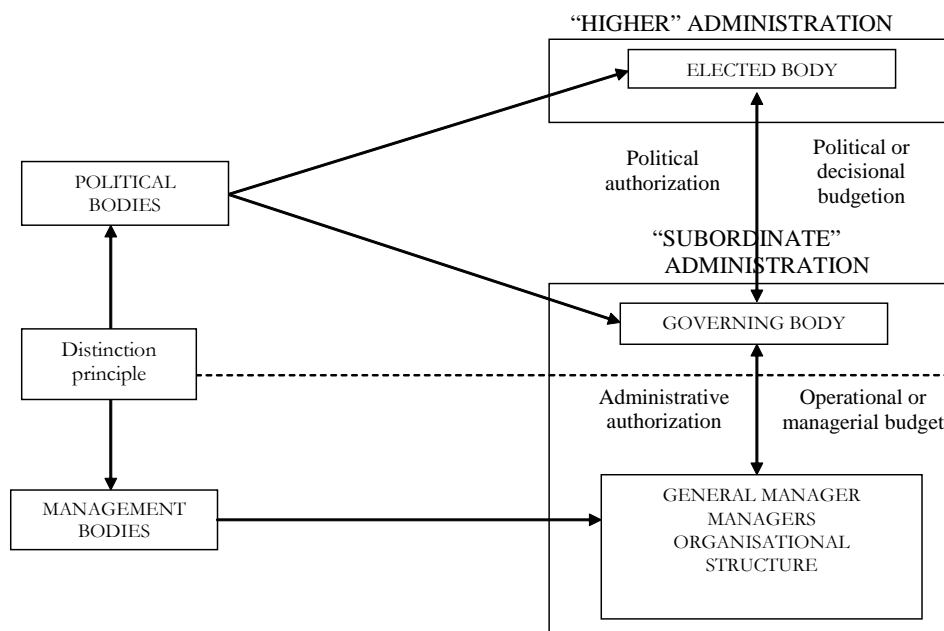 “HIGHER” ADMINISTRATION
ELECTED BODY
Political
authorization
Political or
decisional
budgetion
POLITICAL
BODIES
“SUBORDINATE”
ADMINISTRATION
GOVERNING BODY
Distinction
principle
Administrative
authorization
Operational or
managerial budget
MANAGEMENT
BODIES
GENERAL MANAGER
MANAGERS
ORGANISATIONAL
STRUCTURE